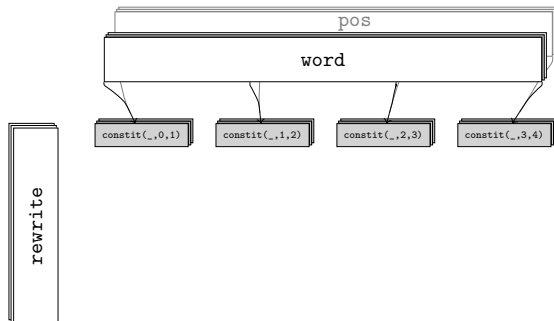 pos
word
constit(_,0,1) constit(_,1,2) constit(_,2,3) constit(_,3,4)
rewrite